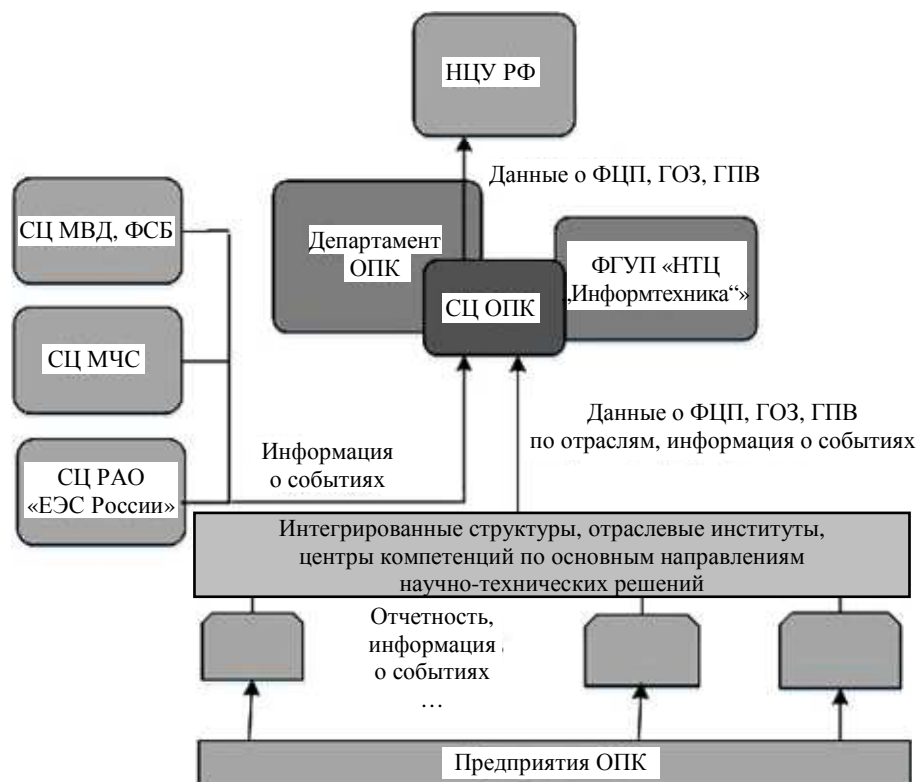 НЦУ РФ
Данные о ФЦП, ГОЗ, ГПВ
СЦ МВД, ФСБ
Департамент
ОПК
ФГУП «НТЦ
„Информтехника“»
СЦ ОПК
СЦ МЧС
Данные о ФЦП, ГОЗ, ГПВ
по отраслям, информация о событиях
Информация
о событиях
СЦ РАО
«ЕЭС России»
Интегрированные структуры, отраслевые институты,
центры компетенций по основным направлениям
научно-технических решений
Отчетность,
информация
о событиях
…
Предприятия ОПК